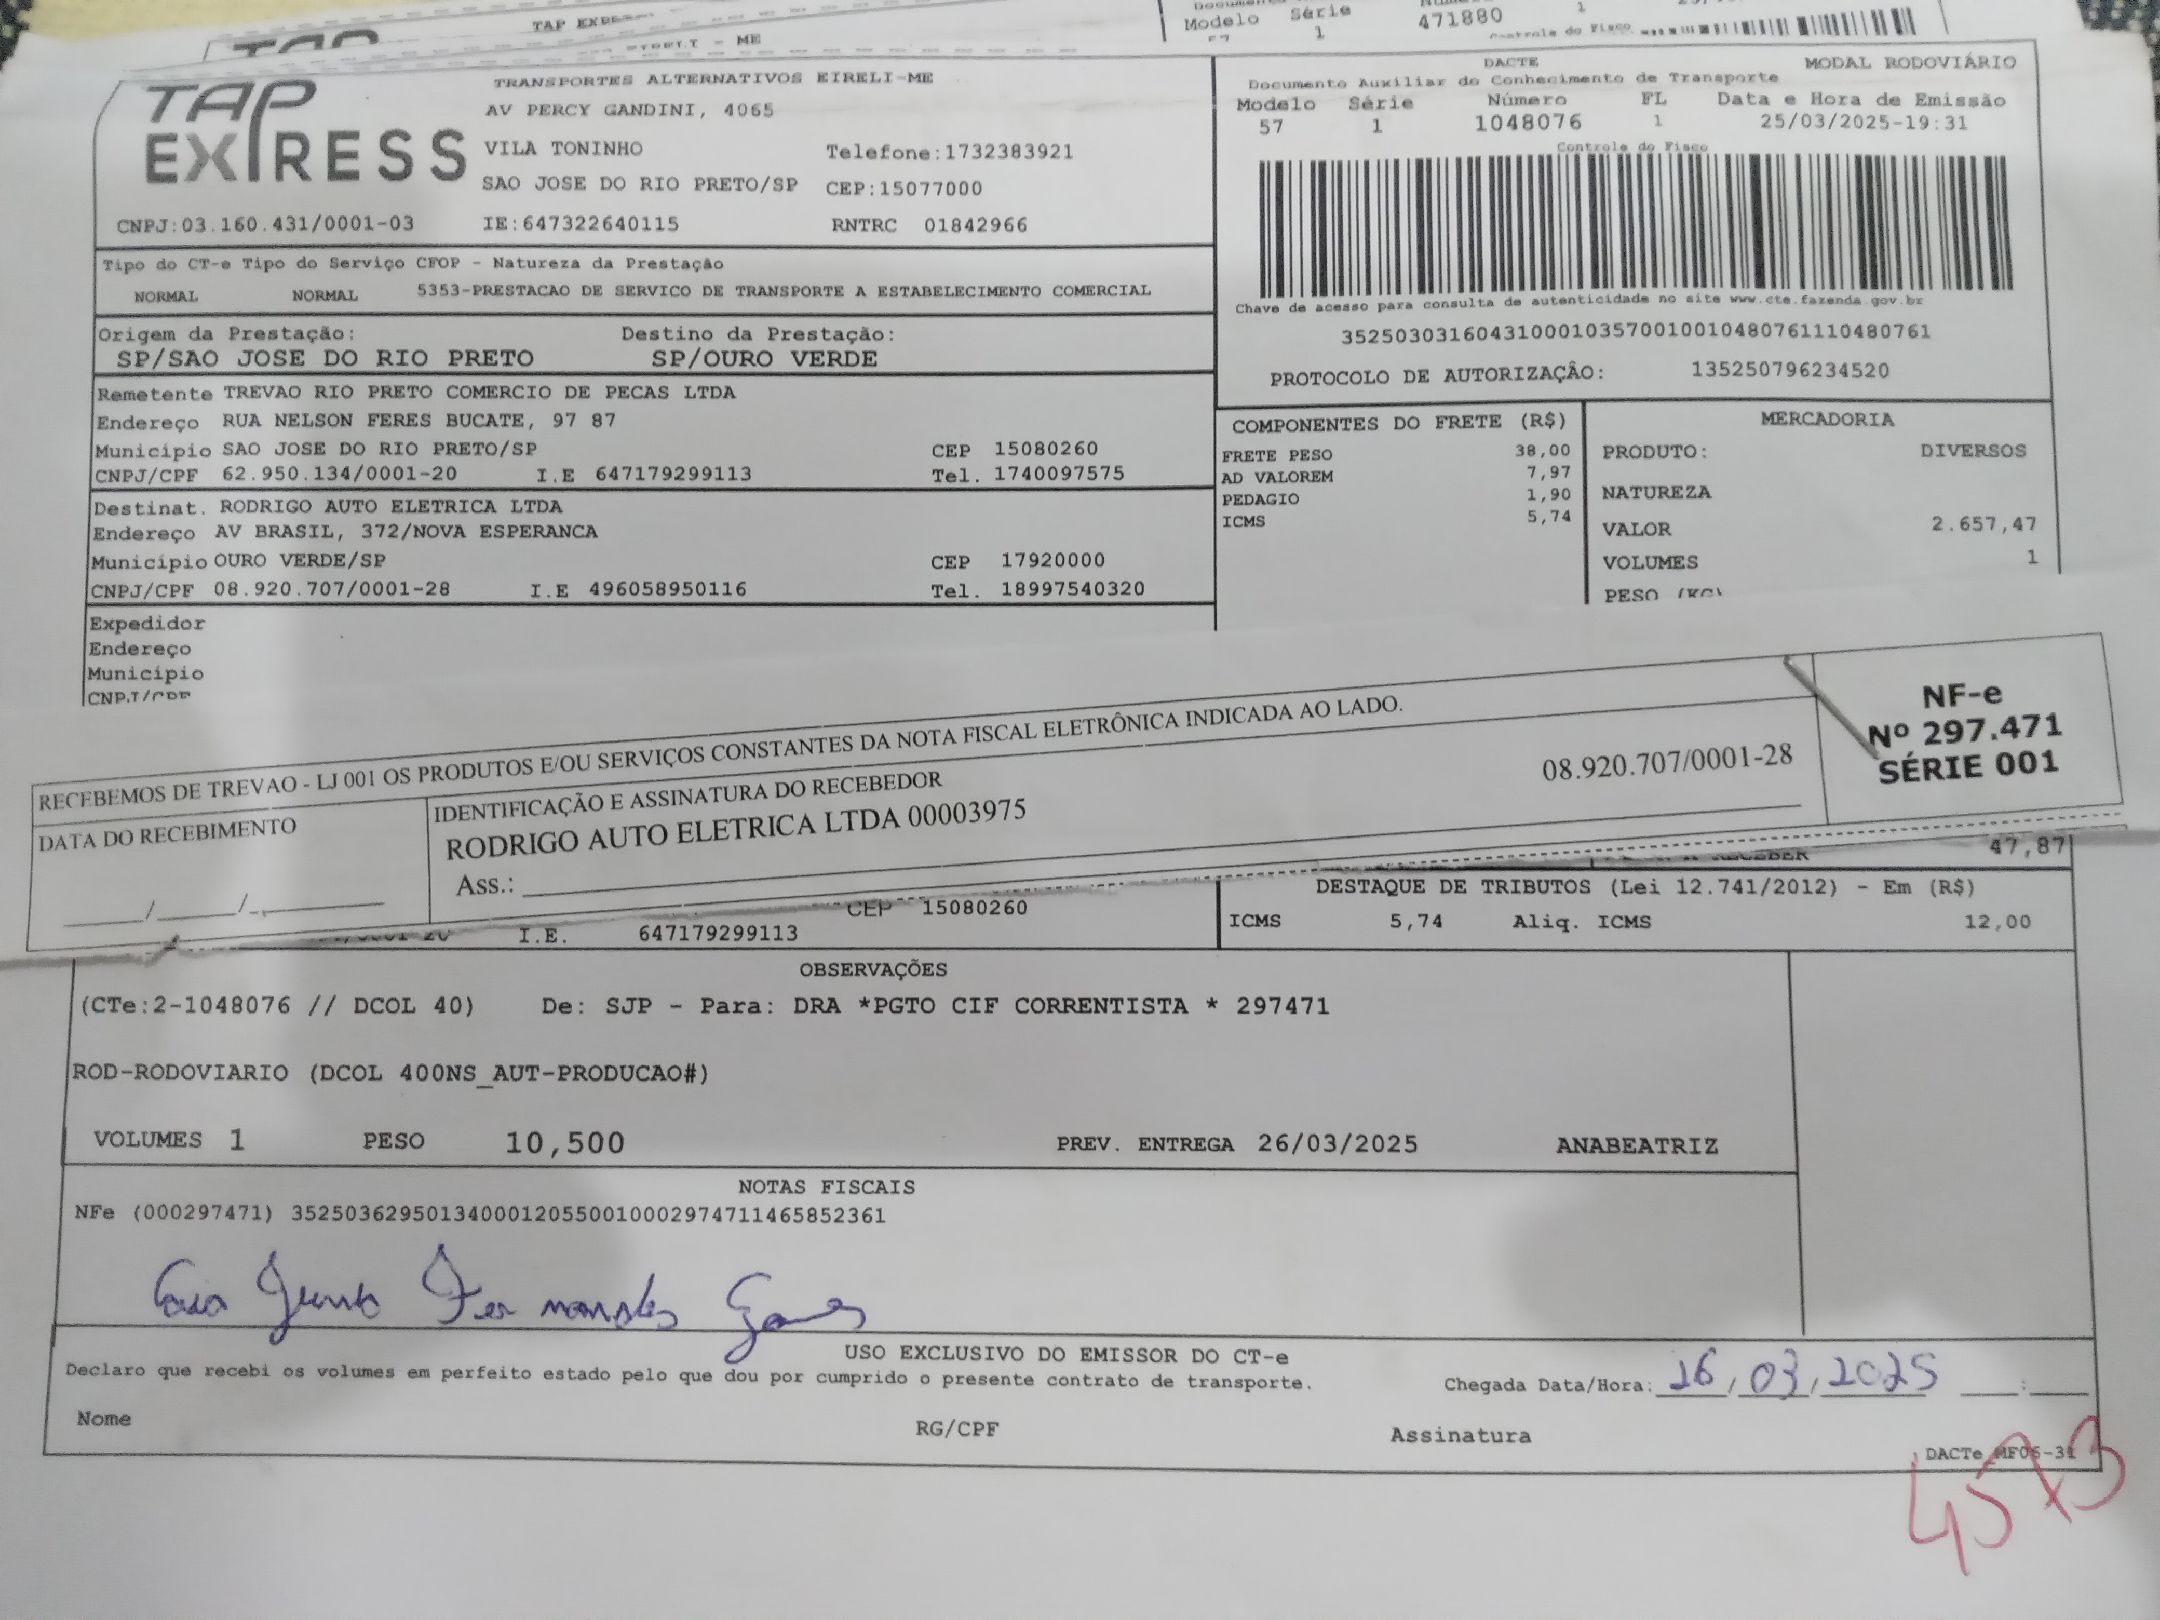 TAP EXPRE
Modelo Série
1 471880 1
TAP EXPRESS
TRANSPORTES ALTERNATIVOS EIRELI-ME
AV PERCY GANDINI, 4065
VILA TONINHO Telefone:1732383921
SAO JOSE DO RIO PRETO/SP CEP:15077000
CNPJ:03.160.431/0001-03 IE:647322640115 RNTRC 01842966
DACTE MODAL RODOVIÁRIO
Documento Auxiliar do Conhecimento de Transporte
Modelo Série Número FL Data e Hora de Emissão
57 1 1048076 1 25/03/2025-19:31
Controle do Fisco
Chave de acesso para consulta de autenticidade no site www.cte.fazenda.gov.br
35250303160431000103570010010480761110480761
PROTOCOLO DE AUTORIZAÇÃO: 135250796234520
Tipo do CT-e Tipo do Serviço CFOP - Natureza da Prestação
NORMAL NORMAL 5353-PRESTACAO DE SERVICO DE TRANSPORTE A ESTABELECIMENTO COMERCIAL
Origem da Prestação: Destino da Prestação:
SP/SAO JOSE DO RIO PRETO SP/OURO VERDE
Remetente TREVAO RIO PRETO COMERCIO DE PECAS LTDA
Endereço RUA NELSON FERES BUCATE, 97 87
Município SAO JOSE DO RIO PRETO/SP CEP 15080260
CNPJ/CPF 62.950.134/0001-20 I.E 647179299113 Tel. 1740097575
Destinat. RODRIGO AUTO ELETRICA LTDA
Endereço AV BRASIL, 372/NOVA ESPERANCA
Município OURO VERDE/SP CEP 17920000
CNPJ/CPF 08.920.707/0001-28 I.E 496058950116 Tel. 18997540320
Expedidor
Endereço
Município
CNPJ/CPF
COMPONENTES DO FRETE (R$)
FRETE PESO 38,00
AD VALOREM 7,97
PEDAGIO 1,90
ICMS 5,74
MERCADORIA
PRODUTO: DIVERSOS
NATUREZA
VALOR 2.657,47
VOLUMES 1
PESO (KG)
RECEBEMOS DE TREVAO - LJ 001 OS PRODUTOS E/OU SERVIÇOS CONSTANTES DA NOTA FISCAL ELETRÔNICA INDICADA AO LADO.
DATA DO RECEBIMENTO
IDENTIFICAÇÃO E ASSINATURA DO RECEBEDOR
RODRIGO AUTO ELETRICA LTDA 00003975 08.920.707/0001-28
Ass.:
NF-e
Nº 297.471
SÉRIE 001
47,87
CEP 15080260
I.E. 647179299113
DESTAQUE DE TRIBUTOS (Lei 12.741/2012) - Em (R$)
ICMS 5,74 Aliq. ICMS 12,00
OBSERVAÇÕES
(CTe:2-1048076 // DCOL 40) De: SJP - Para: DRA *PGTO CIF CORRENTISTA * 297471
ROD-RODOVIARIO (DCOL 400NS_AUT-PRODUCAO#)
VOLUMES 1 PESO 10,500 PREV. ENTREGA 26/03/2025 ANABEATRIZ
NOTAS FISCAIS
NFe (000297471) 35250362950134000120550010002974711465852361
Fernandes
USO EXCLUSIVO DO EMISSOR DO CT-e
Declaro que recebi os volumes em perfeito estado pelo que dou por cumprido o presente contrato de transporte.
Chegada Data/Hora: 26/03/2025
Nome RG/CPF Assinatura
DACTe_MF06-31
4573